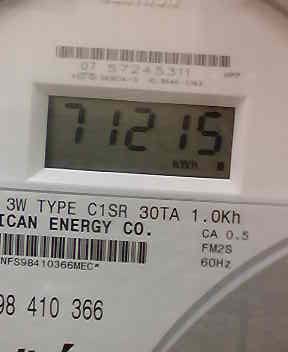 07 57245311
71215
kWh
3W TYPE C1SR 30TA 1.0Kh
ICAN ENERGY CO.
CA 0.5
FM2S
NFS98410366MEC*
60Hz
98 410 366